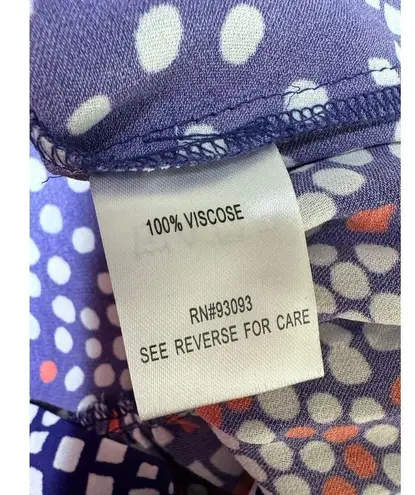 100% VISCOSE
RN#93093
SEE REVERSE FOR CARE